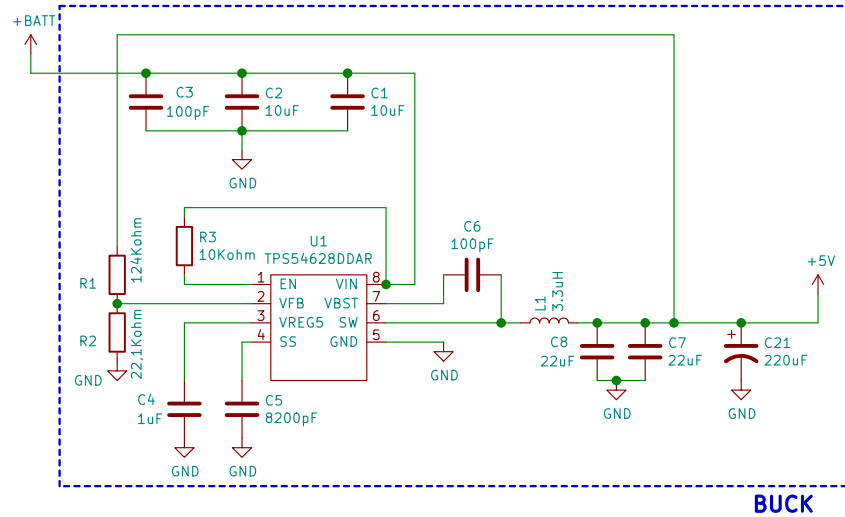 +BATT
C3
100pF
C2
10uF
C1
10uF
GND
R3
10Kohm
U1
TPS54628DDAR
C6
100pF
R1
124Kohm
R2
22,1Kohm
GND
1
EN
2
VFB
3
VREG5
4
SS
VIN
8
VBST
7
SW
6
GND
5
L1
3.3uH
+5V
C8
22uF
C7
22uF
+
C21
220uF
GND
GND
GND
C4
1uF
C5
8200pF
GND
GND
BUCK